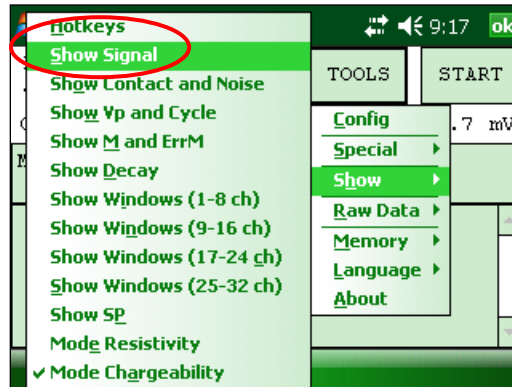 Hotkeys
Show Signal
Show Contact and Noise
Show Vp and Cycle
Show M and ErrM
Show Decay
Show Windows (1-8 ch)
Show Windows (9-16 ch)
Show Windows (17-24 ch)
Show Windows (25-32 ch)
Show SP
Mode Resistivity
Mode Chargeability
9:17 ok
TOOLS START
.7 mV
Config
Special
Show
Raw Data
Memory
Language
About